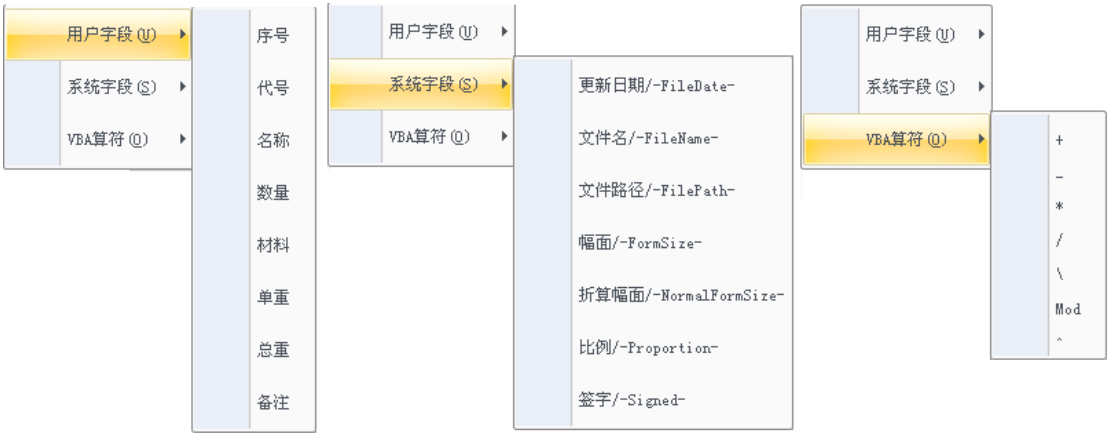 用户字段(U)
系统字段(S)
VBA算符(O)
序号
代号
名称
数量
材料
单重
总重
备注
用户字段(U)
系统字段(S)
VBA算符(O)
更新日期/-FileDate-
文件名/-FileName-
文件路径/-FilePath-
幅面/-FormSize-
折算幅面/-NormalFormSize-
比例/-Proportion-
签字/-Signed-
用户字段(U)
系统字段(S)
VBA算符(O)
+
-
*
/
\
Mod
^